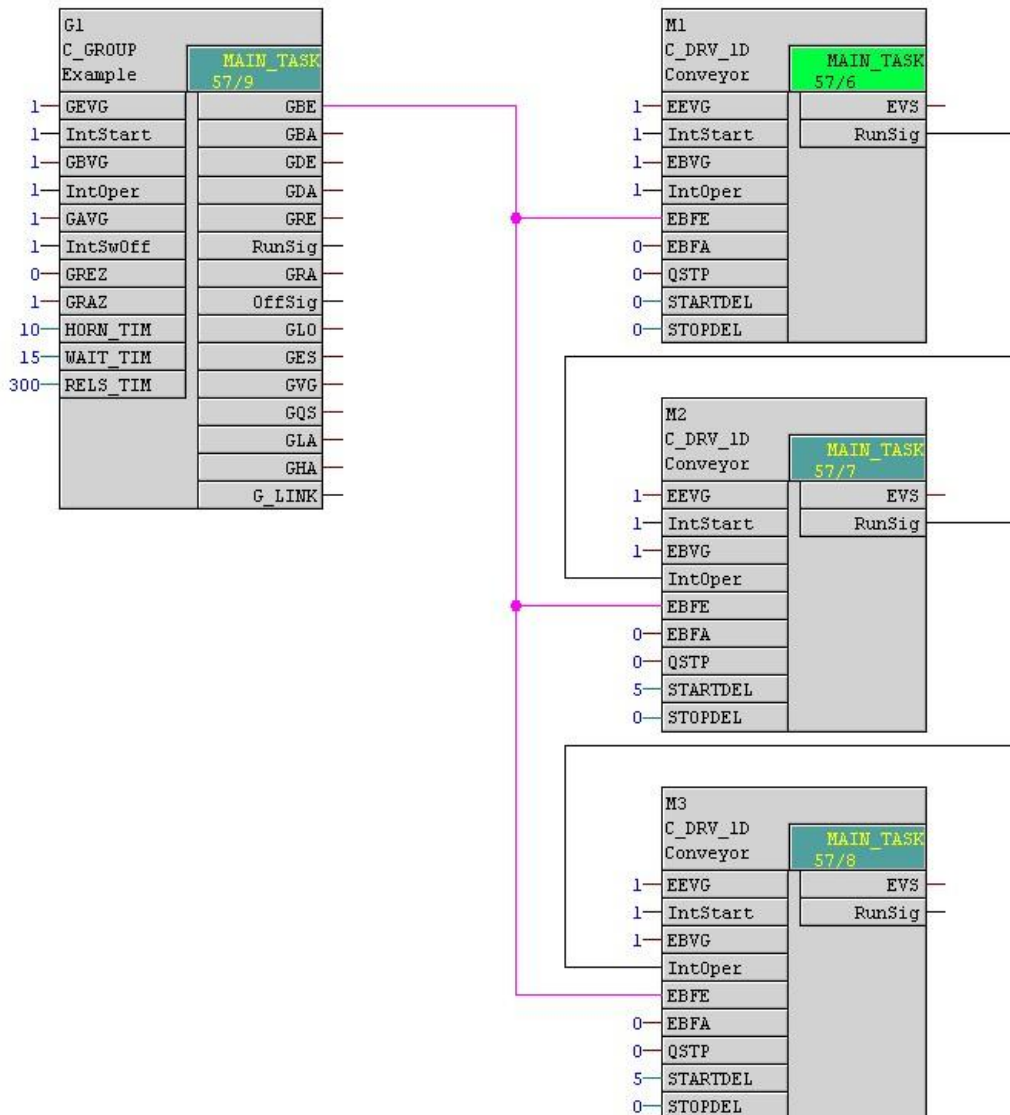 G1
C_GROUP
Example
MAIN_TASK
57/9
1 GEVG GBE
1 IntStart GBA
1 GBVG GDE
1 IntOper GDA
1 GAVG GRE
1 IntSwOff RunSig
0 GREZ GRA
1 GRAZ OffSig
10 HORN_TIM GLO
15 WAIT_TIM GES
300 RELS_TIM GVG
GQS
GLA
GHA
G_LINK
M1
C_DRV_1D
Conveyor
MAIN_TASK
57/6
1 EEVG EVS
1 IntStart RunSig
1 EBVG
1 IntOper
EBFE
0 EBFA
0 QSTP
0 STARTDEL
0 STOPDEL
M2
C_DRV_1D
Conveyor
MAIN_TASK
57/7
1 EEVG EVS
1 IntStart RunSig
1 EBVG
IntOper
EBFE
0 EBFA
0 QSTP
5 STARTDEL
0 STOPDEL
M3
C_DRV_1D
Conveyor
MAIN_TASK
57/8
1 EEVG EVS
1 IntStart RunSig
1 EBVG
IntOper
EBFE
0 EBFA
0 QSTP
5 STARTDEL
0 STOPDEL